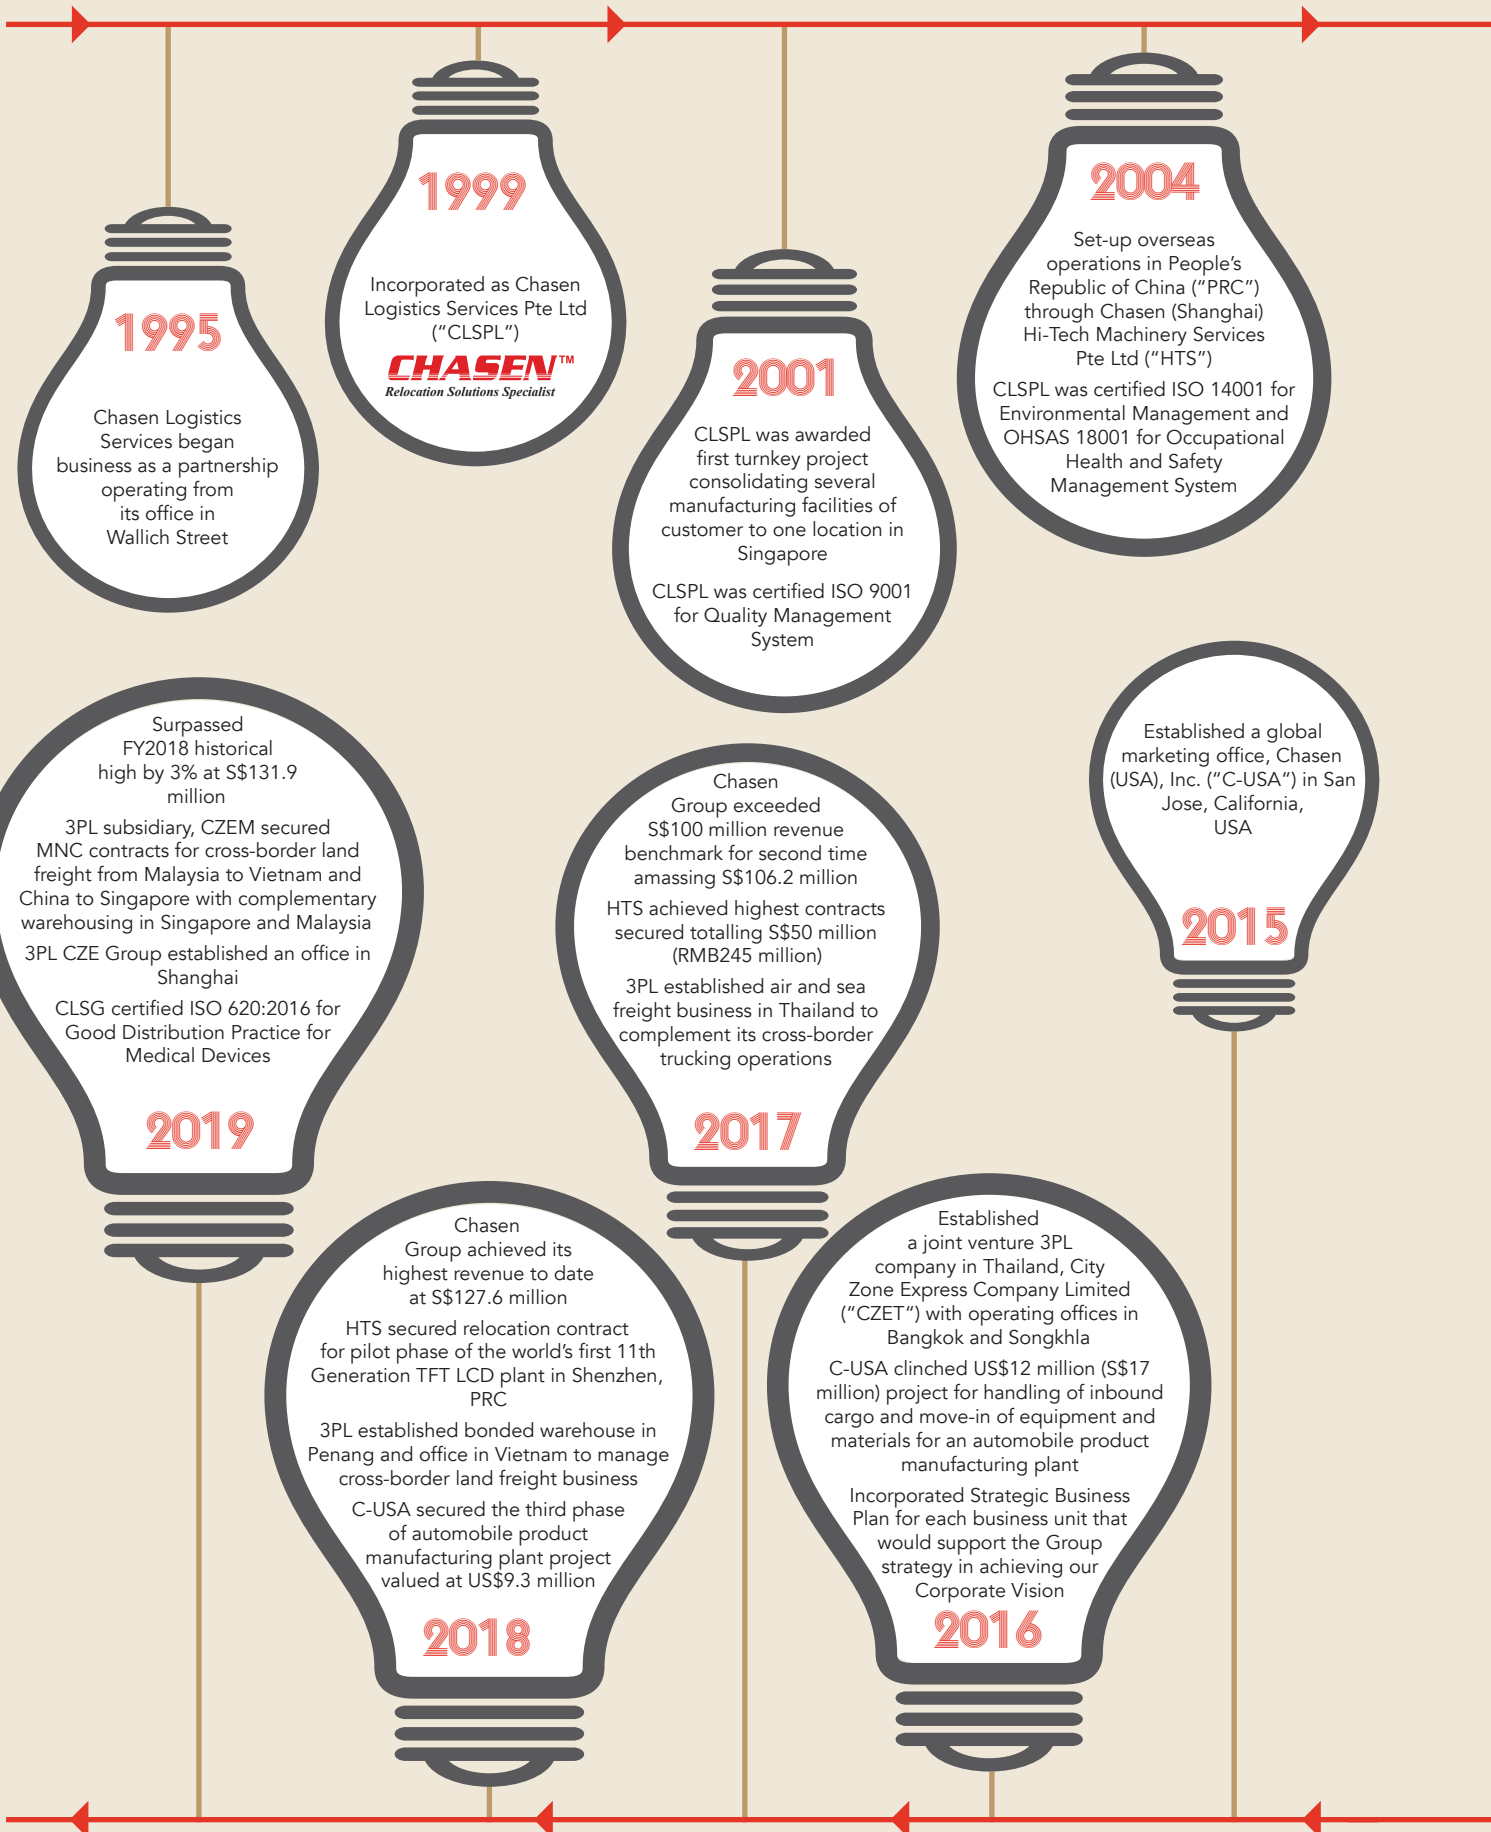 1995
Chasen Logistics
Services began
business as a partnership
operating from
its office in
Wallich Street
1999
Incorporated as Chasen
Logistics Services Pte Ltd
(“CLSPL”)
CHASEN™
Relocation Solutions Specialist
2001
CLSPL was awarded
first turnkey project
consolidating several
manufacturing facilities of
customer to one location in
Singapore
CLSPL was certified ISO 9001
for Quality Management
System
2004
Set-up overseas
operations in People’s
Republic of China (“PRC”)
through Chasen (Shanghai)
Hi-Tech Machinery Services
Pte Ltd (“HTS”)
CLSPL was certified ISO 14001 for
Environmental Management and
OHSAS 18001 for Occupational
Health and Safety
Management System
Established a global
marketing office, Chasen
(USA), Inc. (“C-USA”) in San
Jose, California,
USA
2015
Established
a joint venture 3PL
company in Thailand, City
Zone Express Company Limited
(“CZET”) with operating offices in
Bangkok and Songkhla
C-USA clinched US$12 million (S$17
million) project for handling of inbound
cargo and move-in of equipment and
materials for an automobile product
manufacturing plant
Incorporated Strategic Business
Plan for each business unit that
would support the Group
strategy in achieving our
Corporate Vision
2016
Chasen
Group exceeded
S$100 million revenue
benchmark for second time
amassing S$106.2 million
HTS achieved highest contracts
secured totalling S$50 million
(RMB245 million)
3PL established air and sea
freight business in Thailand to
complement its cross-border
trucking operations
2017
Chasen
Group achieved its
highest revenue to date
at S$127.6 million
HTS secured relocation contract
for pilot phase of the world’s first 11th
Generation TFT LCD plant in Shenzhen,
PRC
3PL established bonded warehouse in
Penang and office in Vietnam to manage
cross-border land freight business
C-USA secured the third phase
of automobile product
manufacturing plant project
valued at US$9.3 million
2018
Surpassed
FY2018 historical
high by 3% at S$131.9
million
3PL subsidiary, CZEM secured
MNC contracts for cross-border land
freight from Malaysia to Vietnam and
China to Singapore with complementary
warehousing in Singapore and Malaysia
3PL CZE Group established an office in
Shanghai
CLSG certified ISO 620:2016 for
Good Distribution Practice for
Medical Devices
2019